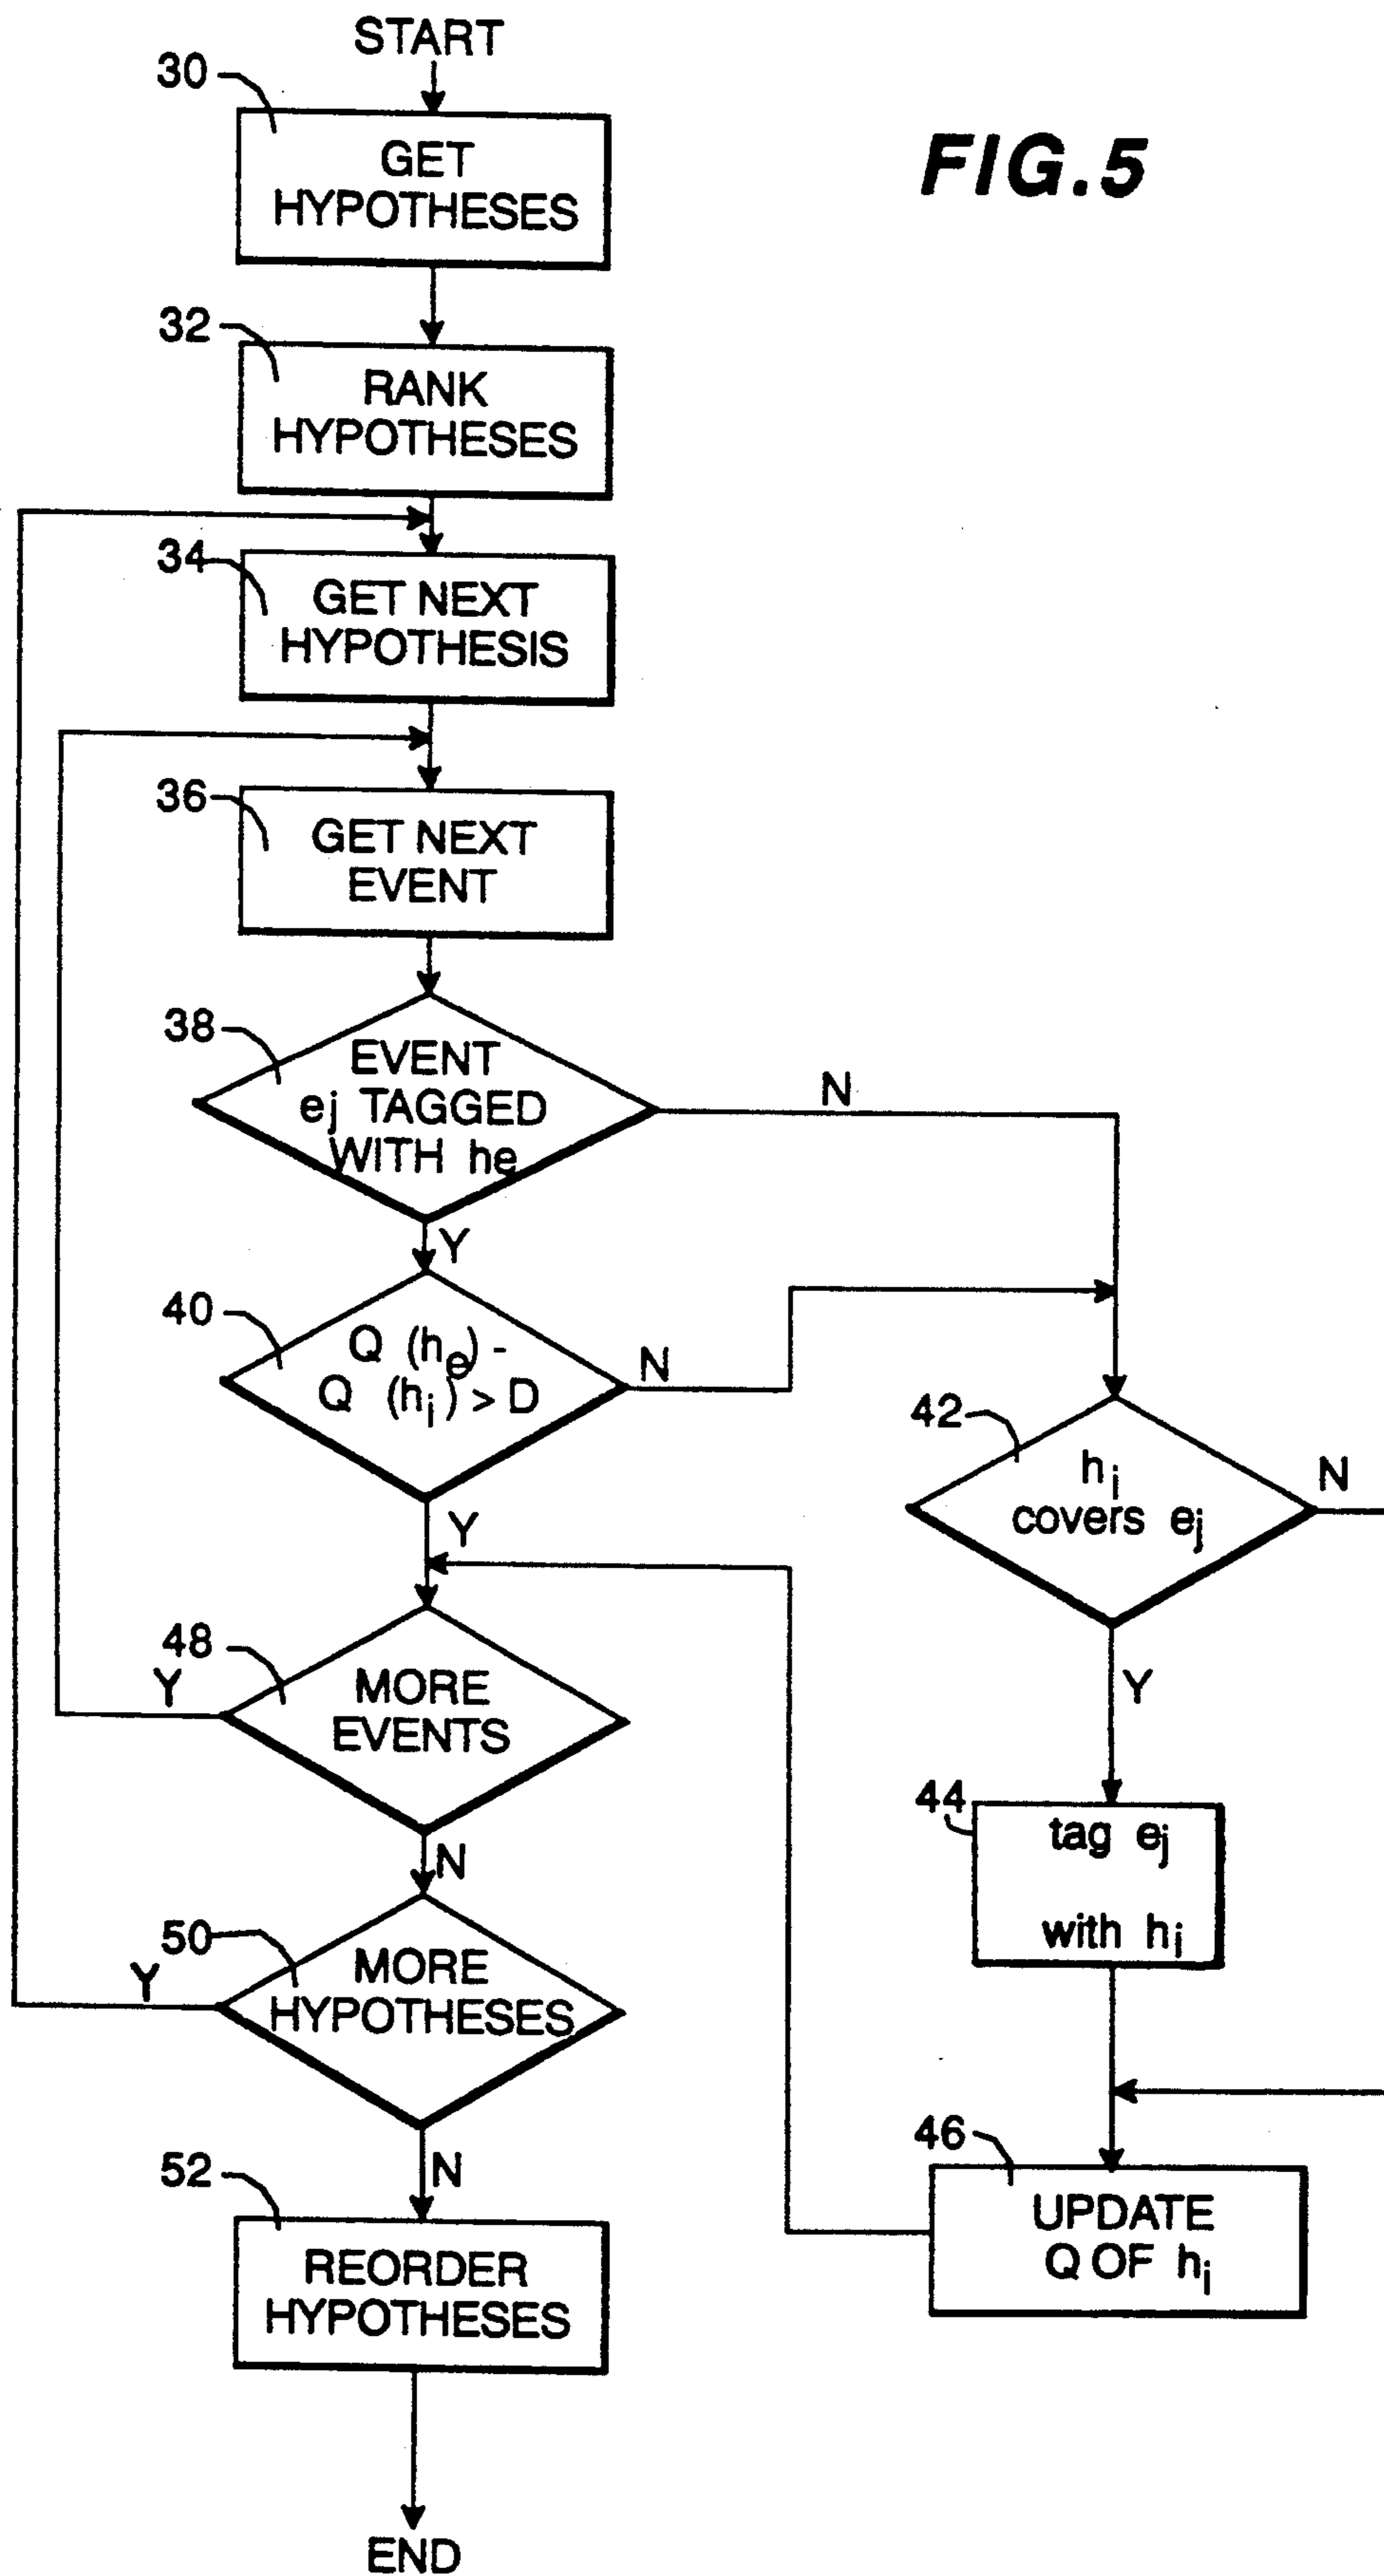 START
30
GET
HYPOTHESES
FIG.5
32
RANK
HYPOTHESES
34
GET NEXT
HYPOTHESIS
36
GET NEXT
EVENT
38
EVENT
ej TAGGED
WITH he
N
Y
40
Q (he) -
Q (hi) > D
N
Y
42
hi
covers ej
N
Y
44
tag ej
with hi
46
UPDATE
Q OF hi
48
MORE
EVENTS
Y
N
50
MORE
HYPOTHESES
Y
N
52
REORDER
HYPOTHESES
END